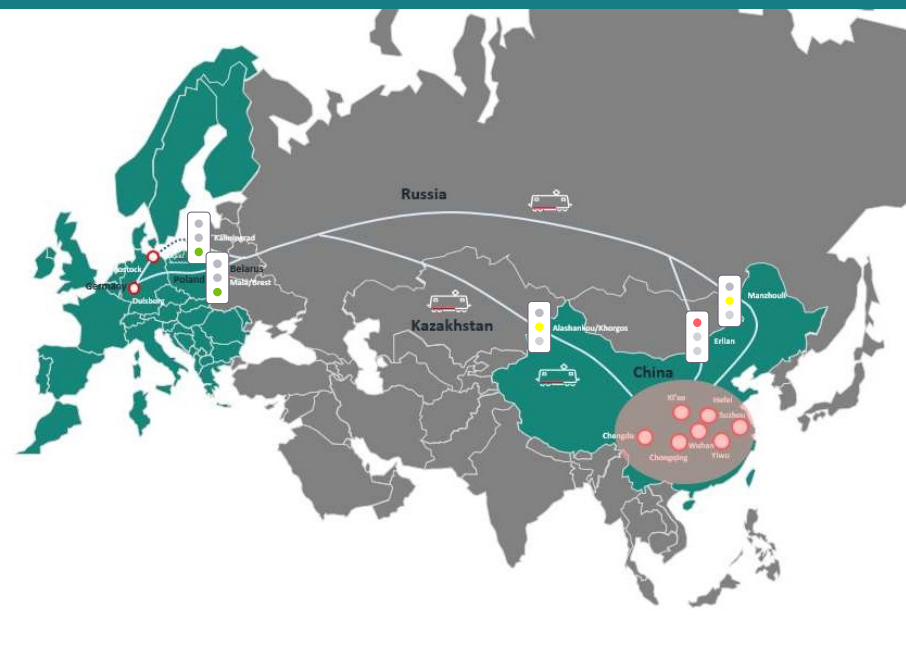 Russia
Kaliningrad
Rostock
Belarus
Germany
Poland
Mala/Brest
Duisburg
Manzhouli
Kazakhstan
Alashankou/Khorgos
Erlian
China
Xi'an
Hefei
Suzhou
Chengdu
Wuhan
Chongqing
Yiwu